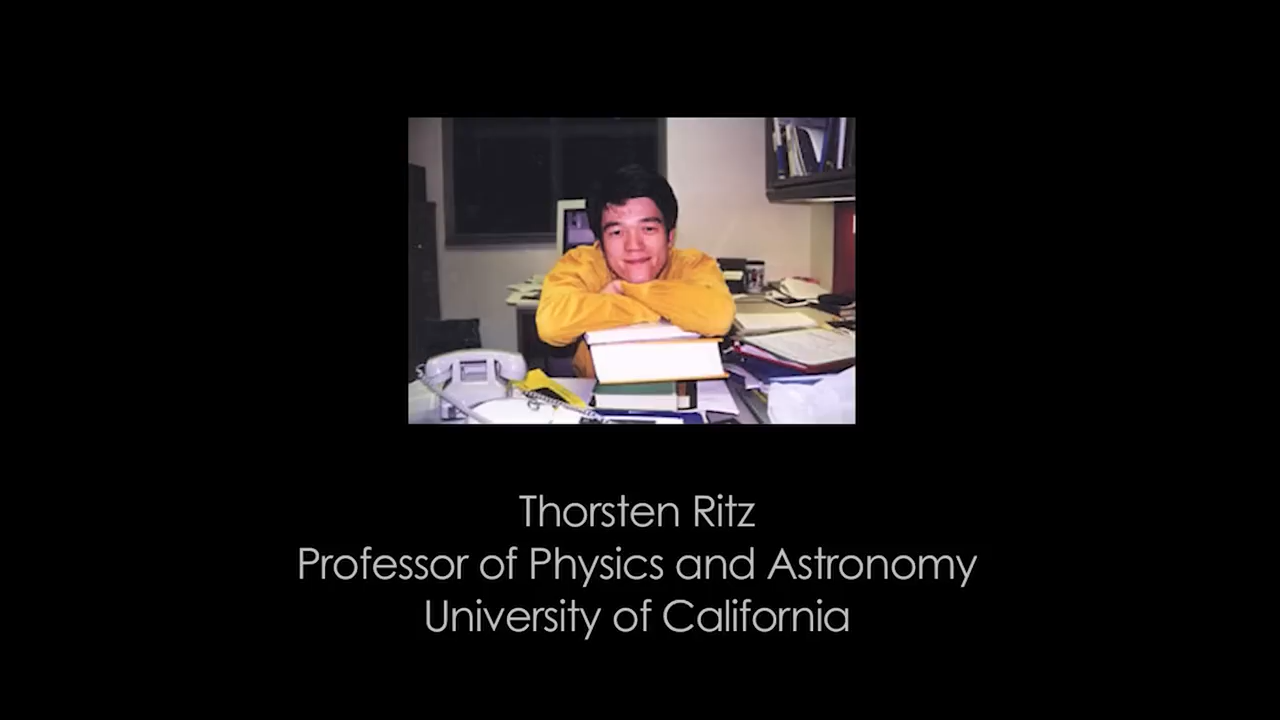 Thorsten Ritz
Professor of Physics and Astronomy
University of California